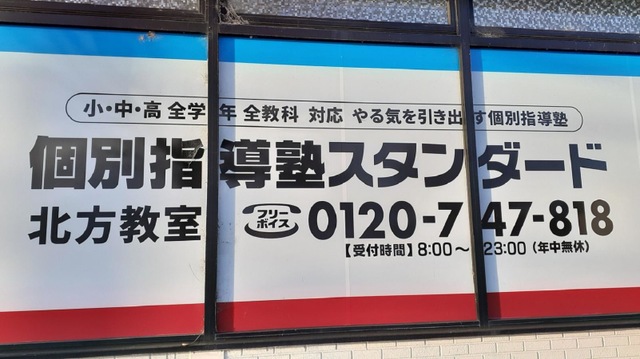 小・中・高 全学年 全教科 対応 やる気を引き出す個別指導塾
個別指導塾スタンダード
北方教室 フリーボイス 0120-747-818
【受付時間】8:00～23:00（年中無休）